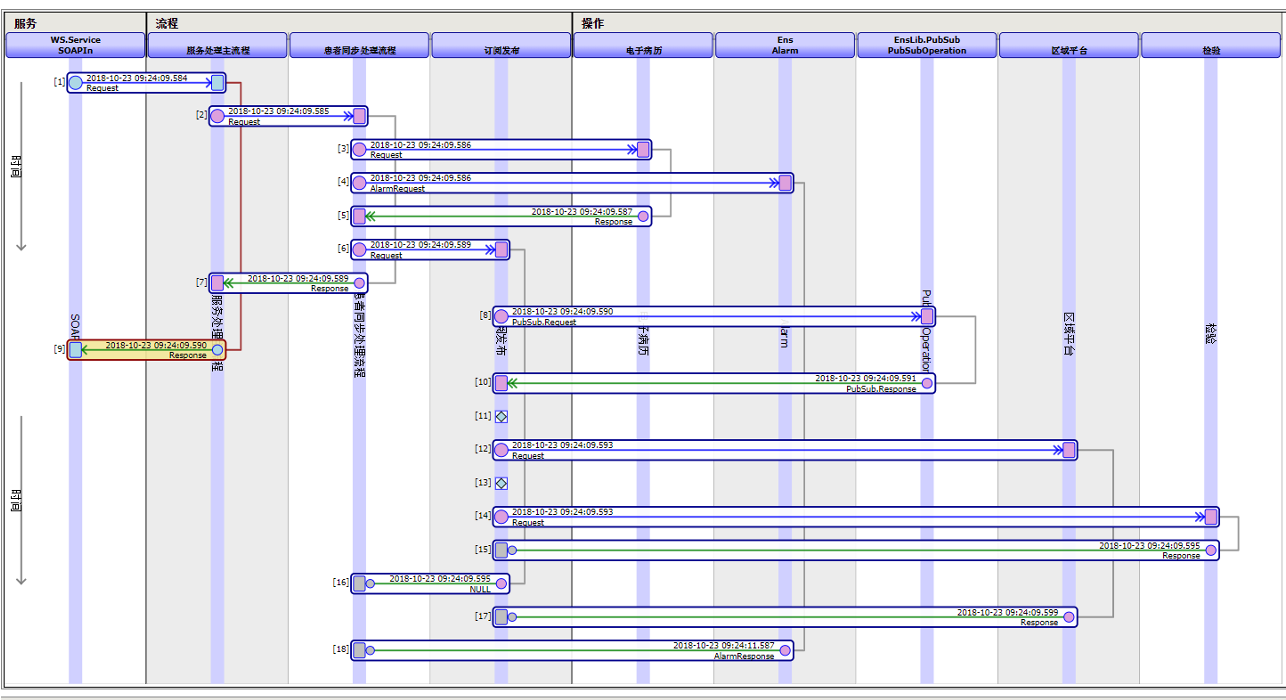 服务
流程
操作
WS.Service
SOAPIn
服务处理主流程
患者同步处理流程
订阅发布
电子病历
Ens
Alarm
EnsLib.PubSub
PubSubOperation
区域平台
检验
[1]
2018-10-23 09:24:09.584
Request
[2]
2018-10-23 09:24:09.585
Request
[3]
2018-10-23 09:24:09.586
Request
时间
[4]
2018-10-23 09:24:09.586
AlarmRequest
[5]
2018-10-23 09:24:09.587
Response
[6]
2018-10-23 09:24:09.589
Request
[7]
2018-10-23 09:24:09.589
Response
[8]
2018-10-23 09:24:09.590
PubSub.Request
SOAP
服务处理
程
患者同步处理流程
阅发布
子病历
larm
Pub
Operation
区域平台
检验
[9]
2018-10-23 09:24:09.590
Response
[10]
2018-10-23 09:24:09.591
PubSub.Response
[11]
[12]
2018-10-23 09:24:09.593
Request
[13]
时间
[14]
2018-10-23 09:24:09.593
Request
[15]
2018-10-23 09:24:09.595
Response
[16]
2018-10-23 09:24:09.595
NULL
[17]
2018-10-23 09:24:09.599
Response
[18]
2018-10-23 09:24:11.587
AlarmResponse